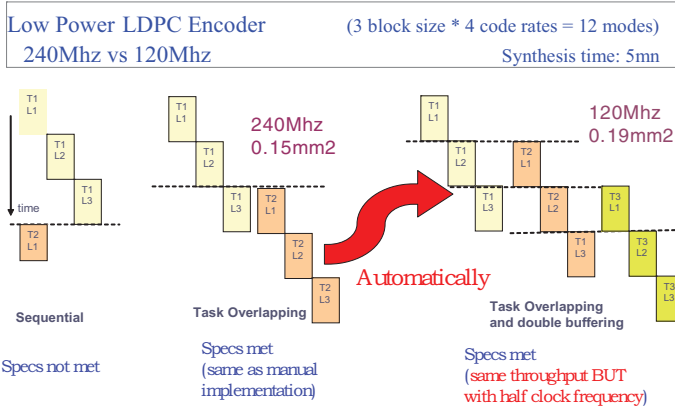 Low Power LDPC Encoder
(3 block size * 4 code rates = 12 modes)
240Mhz vs 120Mhz
Synthesis time: 5mn
T1
L1
T1
L2
T1
L3
time
T2
L1
Sequential
Specs not met
T1
L1
T1
L2
T1
L3
T2
L1
T2
L2
T2
L3
240Mhz
0.15mm2
Task Overlapping
Specs met
(same as manual
implementation)
Automatically
T1
L1
T1
L2
T1
L3
T2
L1
T2
L2
T1
L3
T3
L1
T3
L2
T3
L3
120Mhz
0.19mm2
Task Overlapping
and double buffering
Specs met
(same throughput BUT
with half clock frequency)